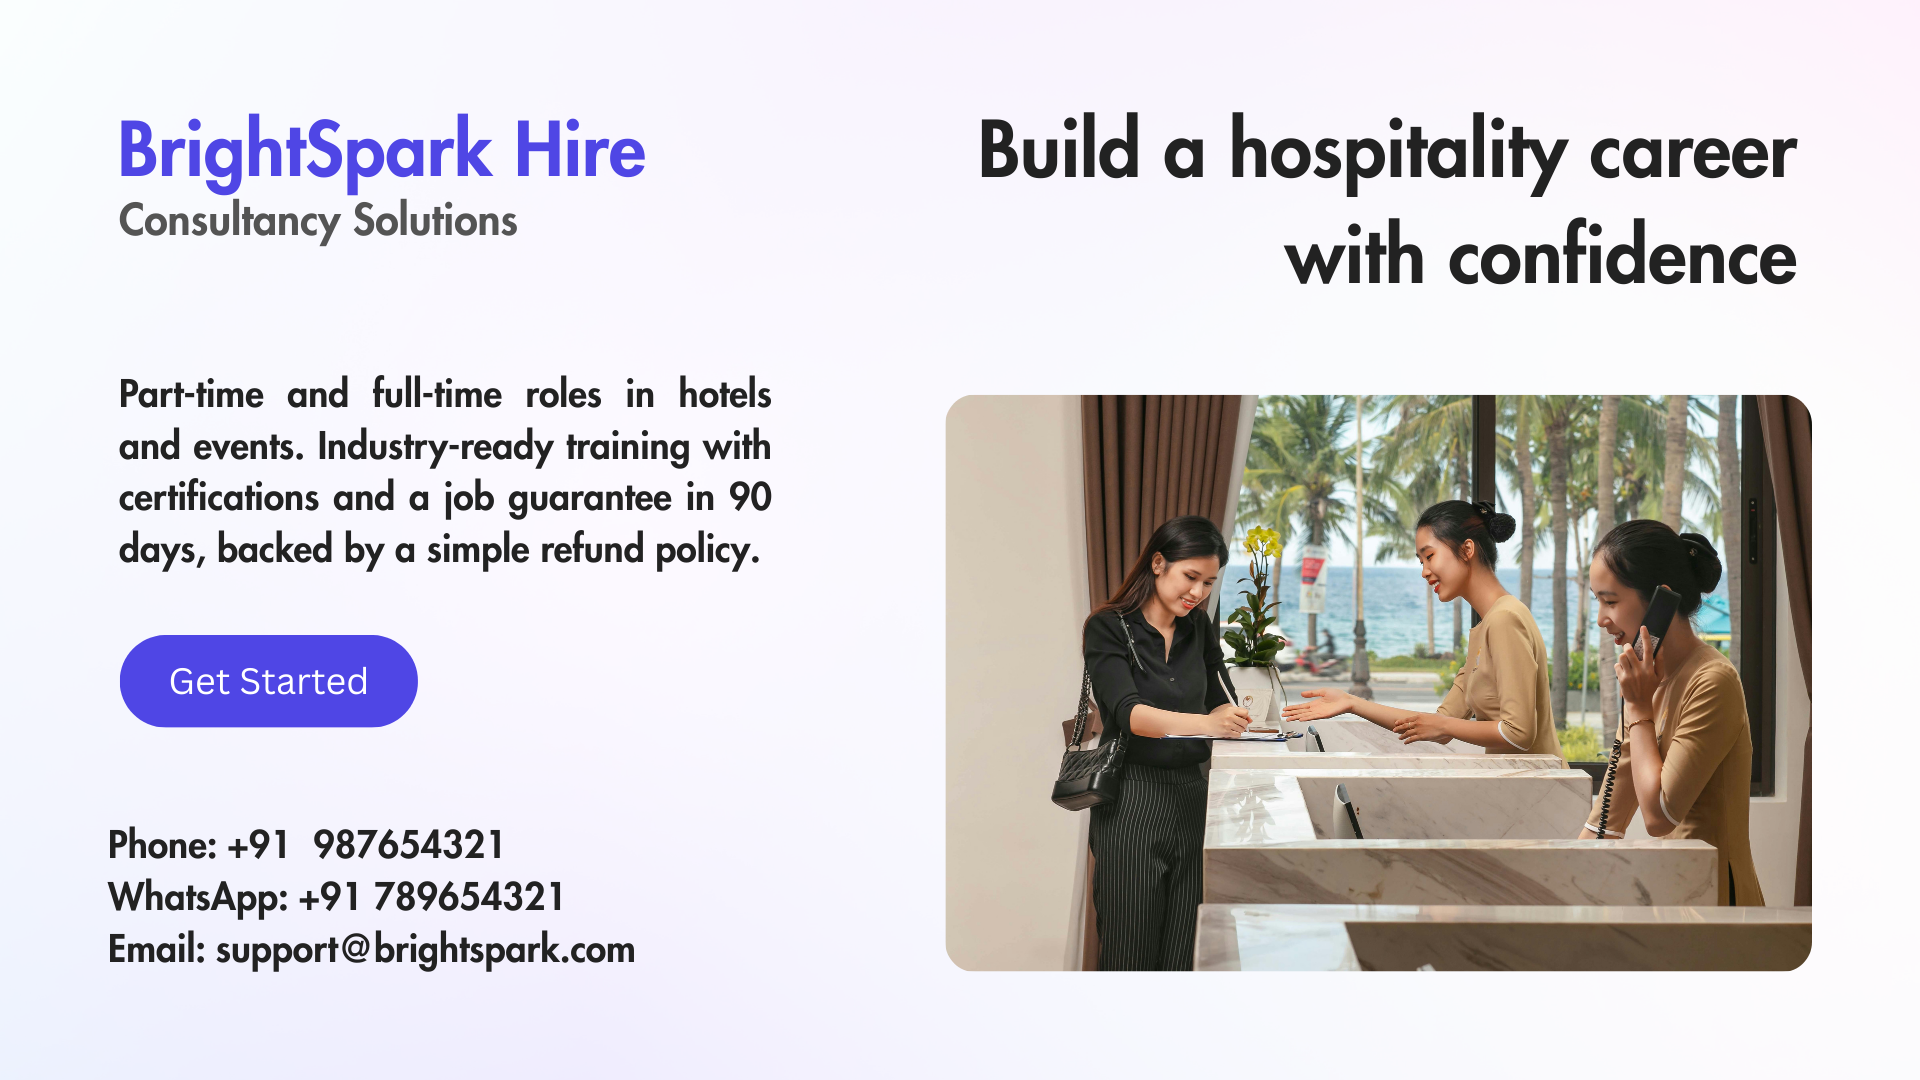 BrightSpark Hire
Consultancy Solutions
Build a hospitality career
with confidence
Part-time and full-time roles in hotels
and events. Industry-ready training with
certifications and a job guarantee in 90
days, backed by a simple refund policy.
Get Started
Phone: +91  987654321
WhatsApp: +91 789654321
Email: support@brightspark.com